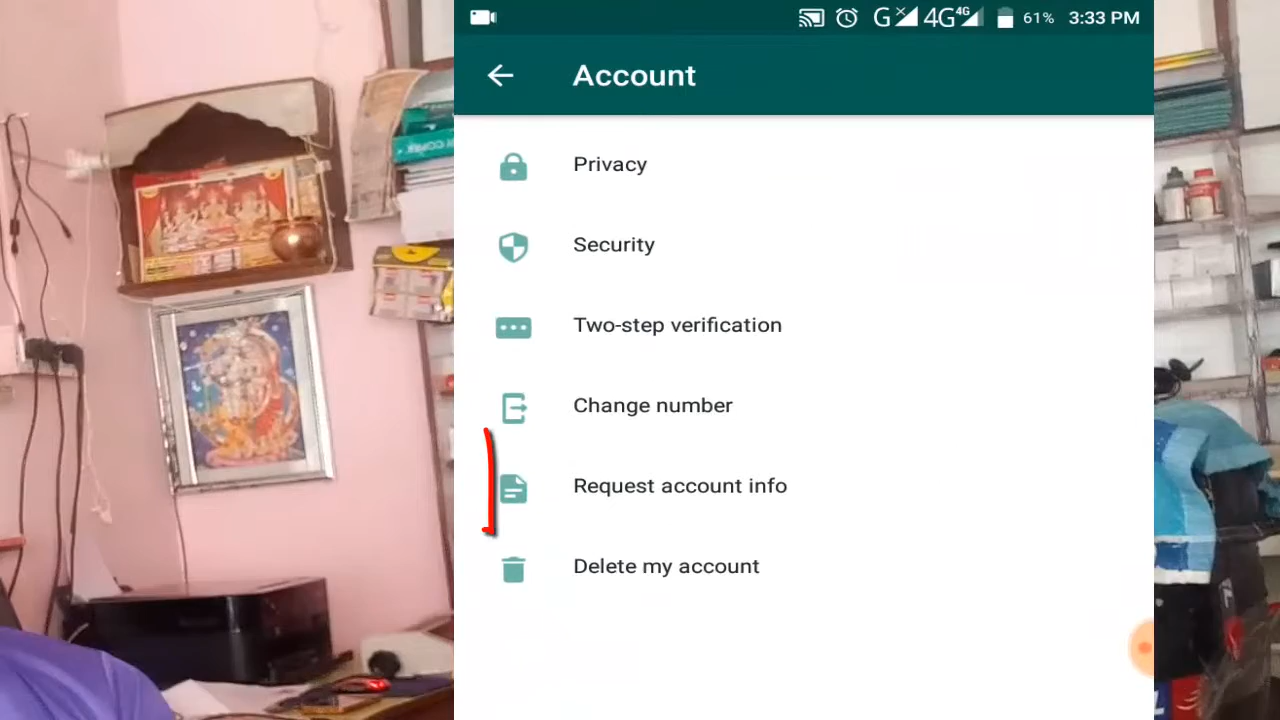 G 4G 4G 61% 3:33 PM
Account
Privacy
Security
Two-step verification
Change number
Request account info
Delete my account